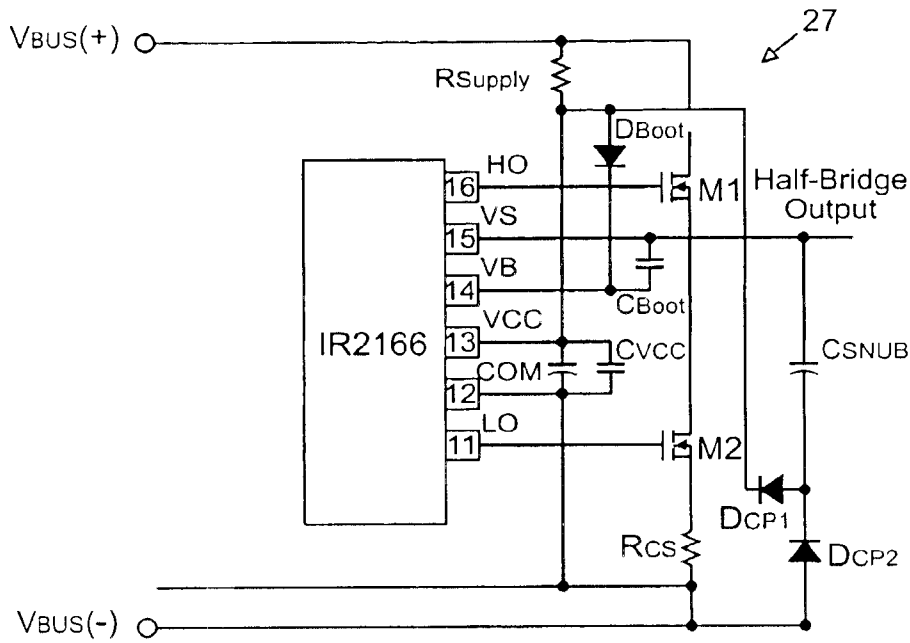 27
VBUS(+)
RSupply
DBoot
HO
16
M1
Half-Bridge
Output
VS
15
VB
14
CBoot
VCC
13
IR2166
CVCC
CSNUB
COM
12
LO
11
M2
DCP1
RCS
DCP2
VBUS(-)